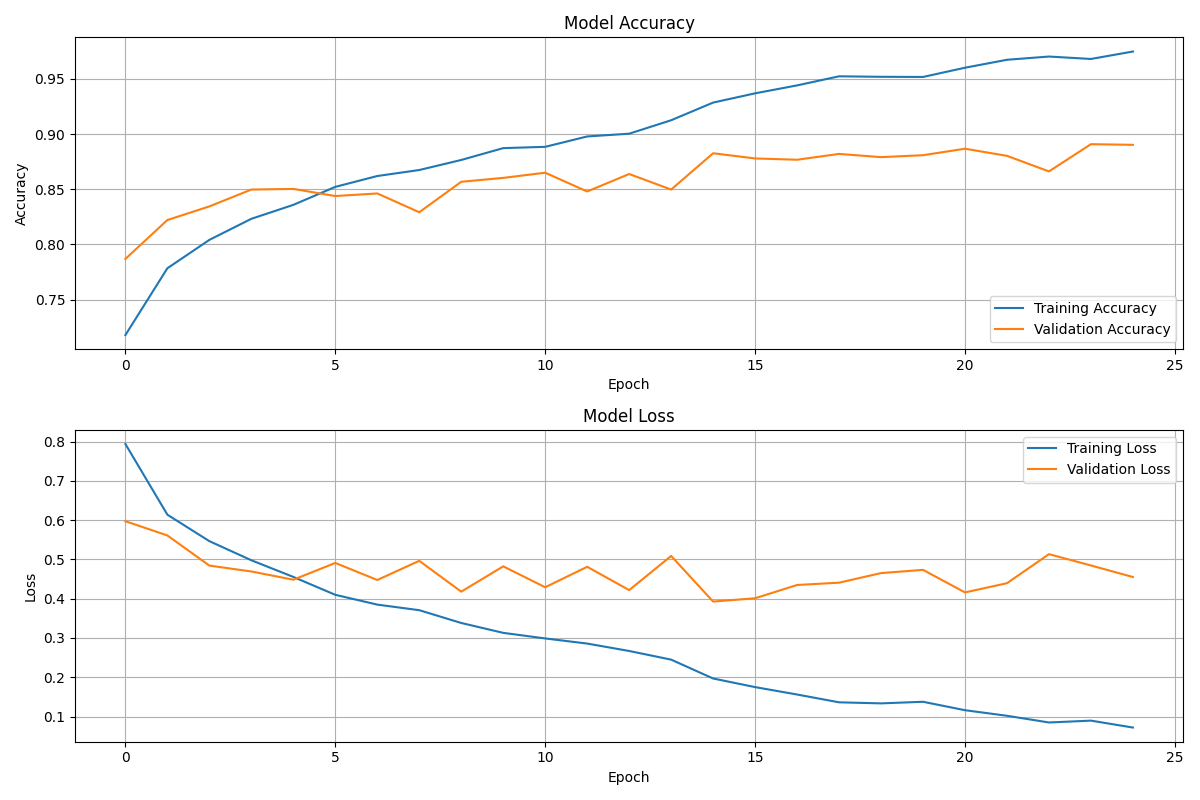 Model Accuracy
0.95
0.90
0.85
0.80
0.75
Accuracy
Training Accuracy
Validation Accuracy
0 5 10 15 20 25
Epoch
Model Loss
0.8
0.7
0.6
0.5
0.4
0.3
0.2
0.1
Loss
Training Loss
Validation Loss
0 5 10 15 20 25
Epoch